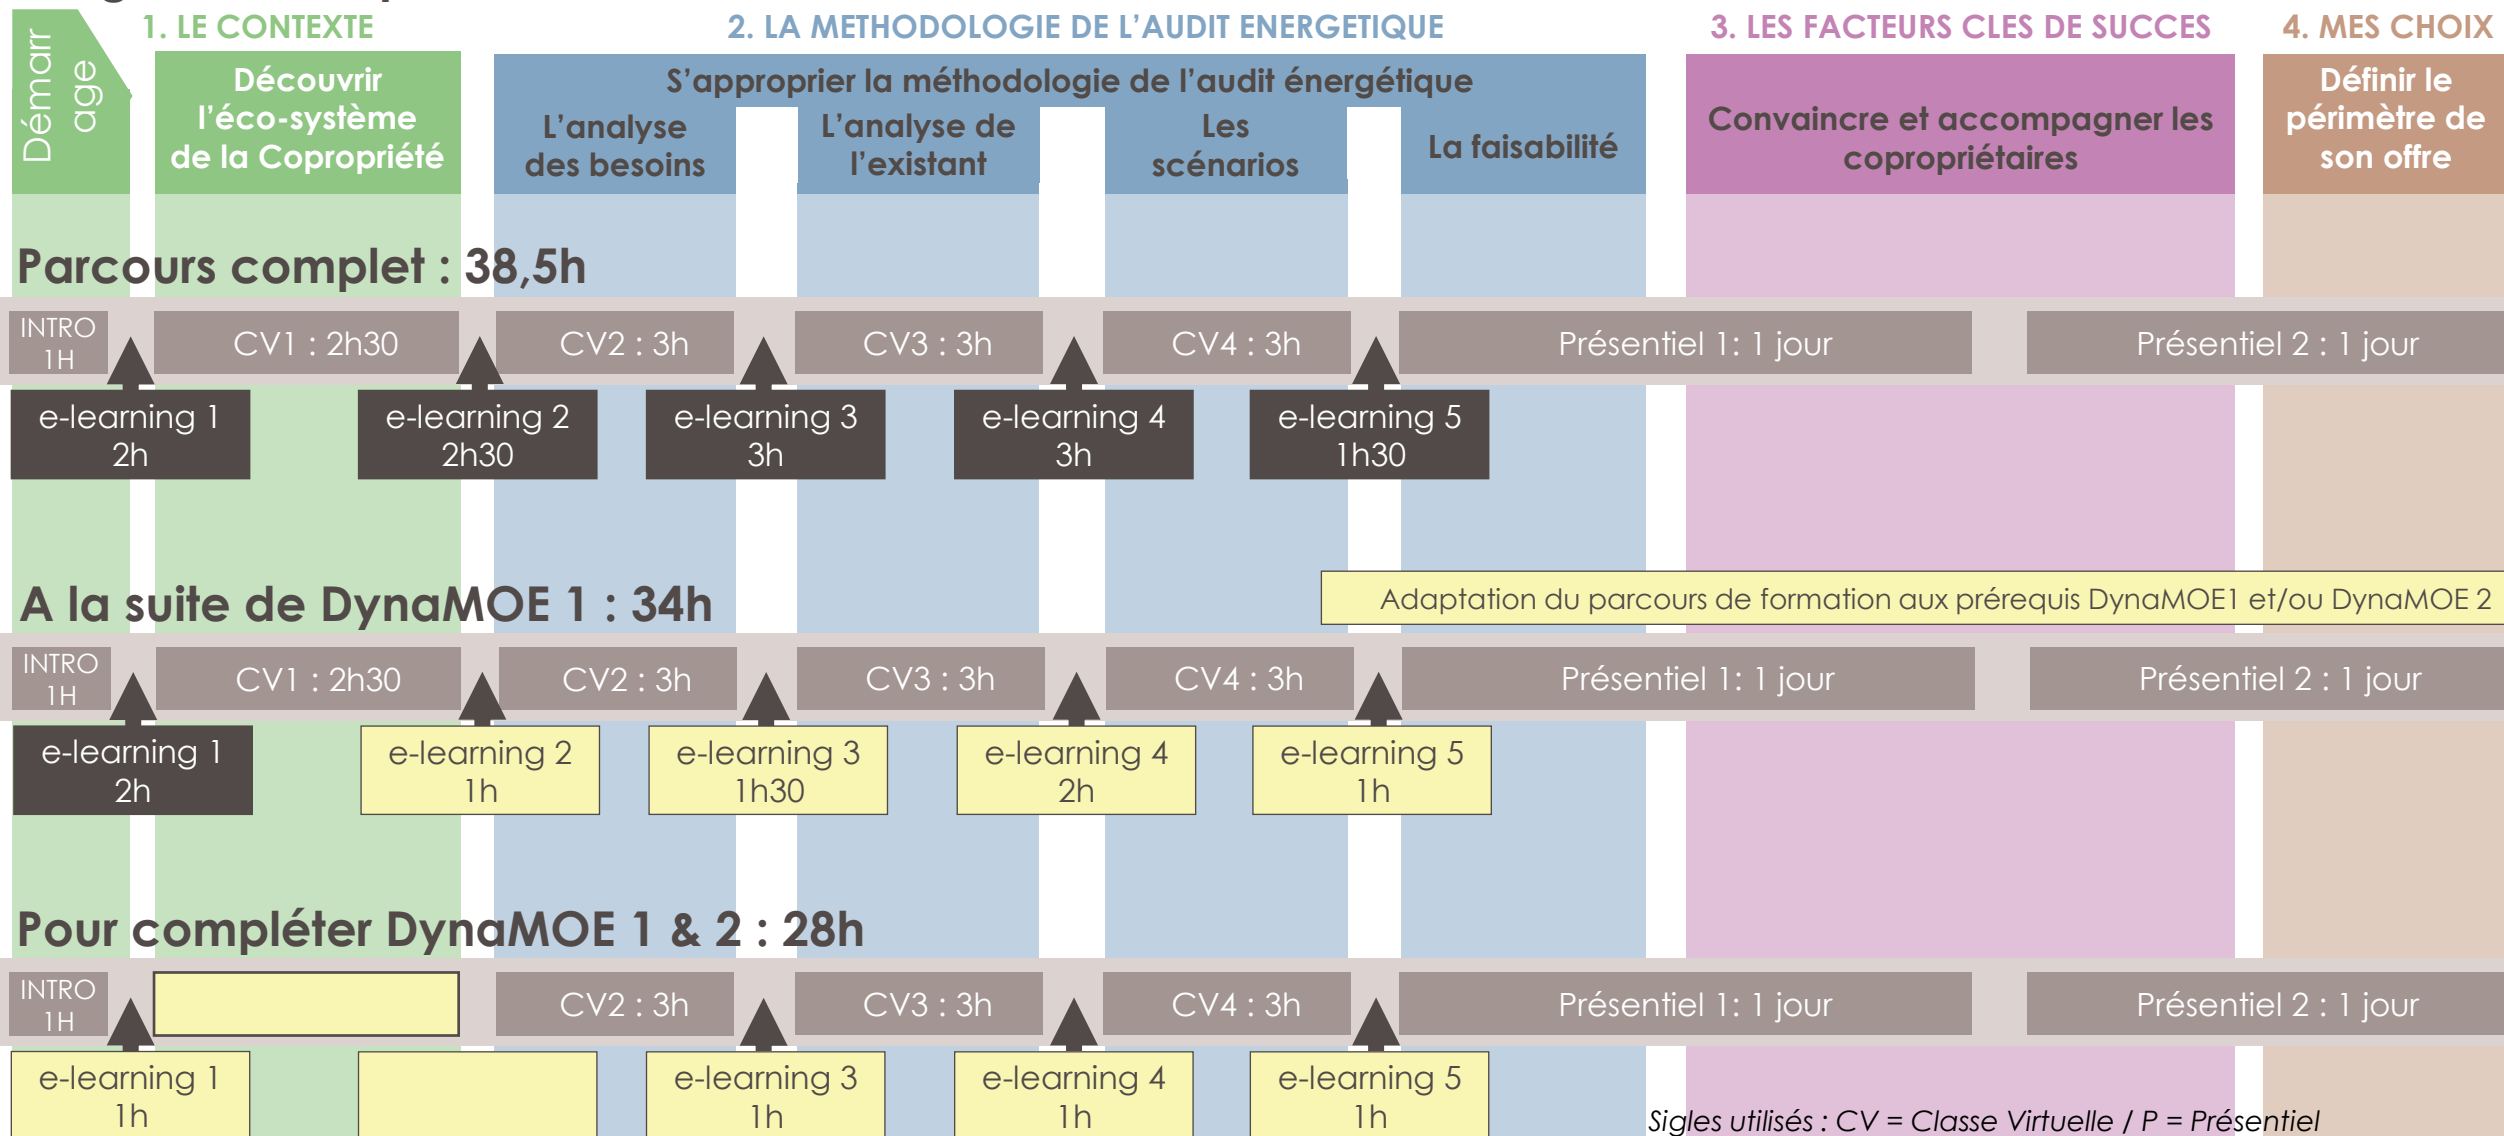 1. LE CONTEXTE
2. LA METHODOLOGIE DE L'AUDIT ENERGETIQUE
3. LES FACTEURS CLES DE SUCCES
4. MES CHOIX
Démarr
age
Découvrir
l'éco-système
de la Copropriété
S'approprier la méthodologie de l'audit énergétique
L'analyse
des besoins
L'analyse de
l'existant
Les
scénarios
La faisabilité
Convaincre et accompagner les
copropriétaires
Définir le
périmètre de
son offre
Parcours complet : 38,5h
INTRO
1H
CV1 : 2h30
CV2 : 3h
CV3 : 3h
CV4 : 3h
Présentiel 1: 1 jour
Présentiel 2 : 1 jour
e-learning 1
2h
e-learning 2
2h30
e-learning 3
3h
e-learning 4
3h
e-learning 5
1h30
A la suite de DynaMOE 1 : 34h
Adaptation du parcours de formation aux prérequis DynaMOE1 et/ou DynaMOE 2
INTRO
1H
CV1 : 2h30
CV2 : 3h
CV3 : 3h
CV4 : 3h
Présentiel 1: 1 jour
Présentiel 2 : 1 jour
e-learning 1
2h
e-learning 2
1h
e-learning 3
1h30
e-learning 4
2h
e-learning 5
1h
Pour compléter DynaMOE 1 & 2 : 28h
INTRO
1H
CV2 : 3h
CV3 : 3h
CV4 : 3h
Présentiel 1: 1 jour
Présentiel 2 : 1 jour
e-learning 1
1h
e-learning 3
1h
e-learning 4
1h
e-learning 5
1h
Sigles utilisés : CV = Classe Virtuelle / P = Présentiel